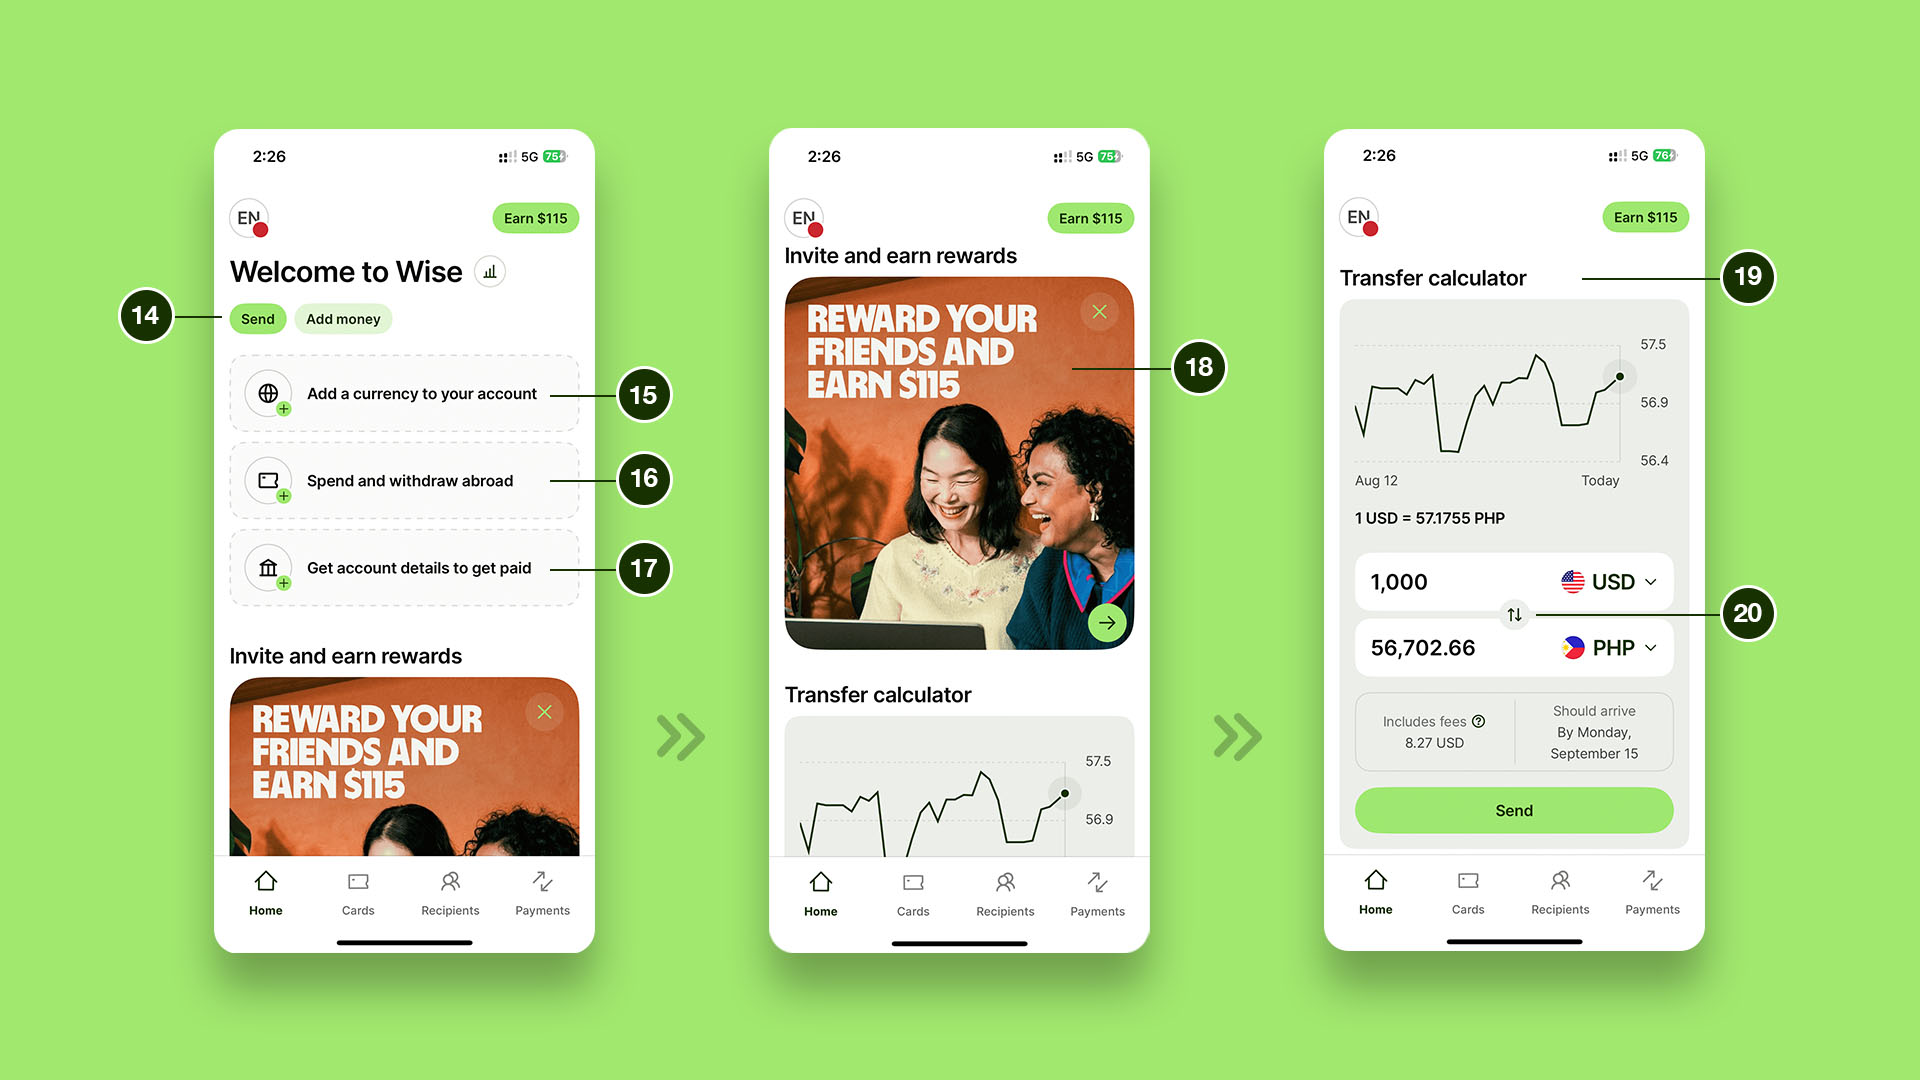 2:26
5G 75
EN
Earn $115
Welcome to Wise
14
Send
Add money
Add a currency to your account
15
Spend and withdraw abroad
16
Get account details to get paid
17
Invite and earn rewards
REWARD YOUR
FRIENDS AND
EARN $115
Home
Cards
Recipients
Payments
2:26
5G 75
EN
Earn $115
Invite and earn rewards
REWARD YOUR
FRIENDS AND
EARN $115
18
Transfer calculator
57.5
56.9
Home
Cards
Recipients
Payments
2:26
5G 76
EN
Earn $115
Transfer calculator
19
57.5
56.9
56.4
Aug 12
Today
1 USD = 57.1755 PHP
1,000
USD
20
56,702.66
PHP
Includes fees ?
8.27 USD
Should arrive
By Monday,
September 15
Send
Home
Cards
Recipients
Payments